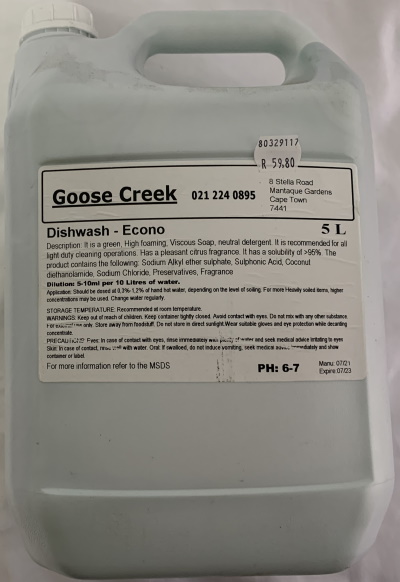 80329117
R 59,80
Goose Creek
021 224 0895
8 Stella Road
Mantaque Gardens
Cape Town
7441
Dishwash - Econo
5 L
Description: It is a green, High foaming, Viscous Soap, neutral detergent. It is recommended for all
light duty cleaning operations. Has a pleasant citrus fragrance. It has a solubility of >95%. The
product contains the following: Sodium Alkyl ether sulphate, Sulphonic Acid, Coconut
diethanolamide, Sodium Chloride, Preservatives, Fragrance
Dilution: 5-10ml per 10 Litres of water.
Application: Should be dosed at 0.3%-1.2% of hand hot water, depending on the level of soiling. For more Heavily soiled items, higher
concentrations may be used. Change water regularly.
STORAGE TEMPERATURE: Recommended at room temperature.
WARNINGS: Keep out of reach of children. Keep container tightly closed. Avoid contact with eyes. Do not mix with any other substance.
For only. Store away from foodstuff. Do not store in direct sunlight. Wear suitable gloves and eye protection while decanting
concentrate.
Eyes: In case of contact with eyes, rinse immediately with of water and seek medical advice irritating to eyes
Skin: In case of contact, with water. Oral: If swallowed, do not induce vomiting, seek medical and show
container or label.
For more information refer to the MSDS
PH: 6-7
Manu: 07/21
Expire: 07/23